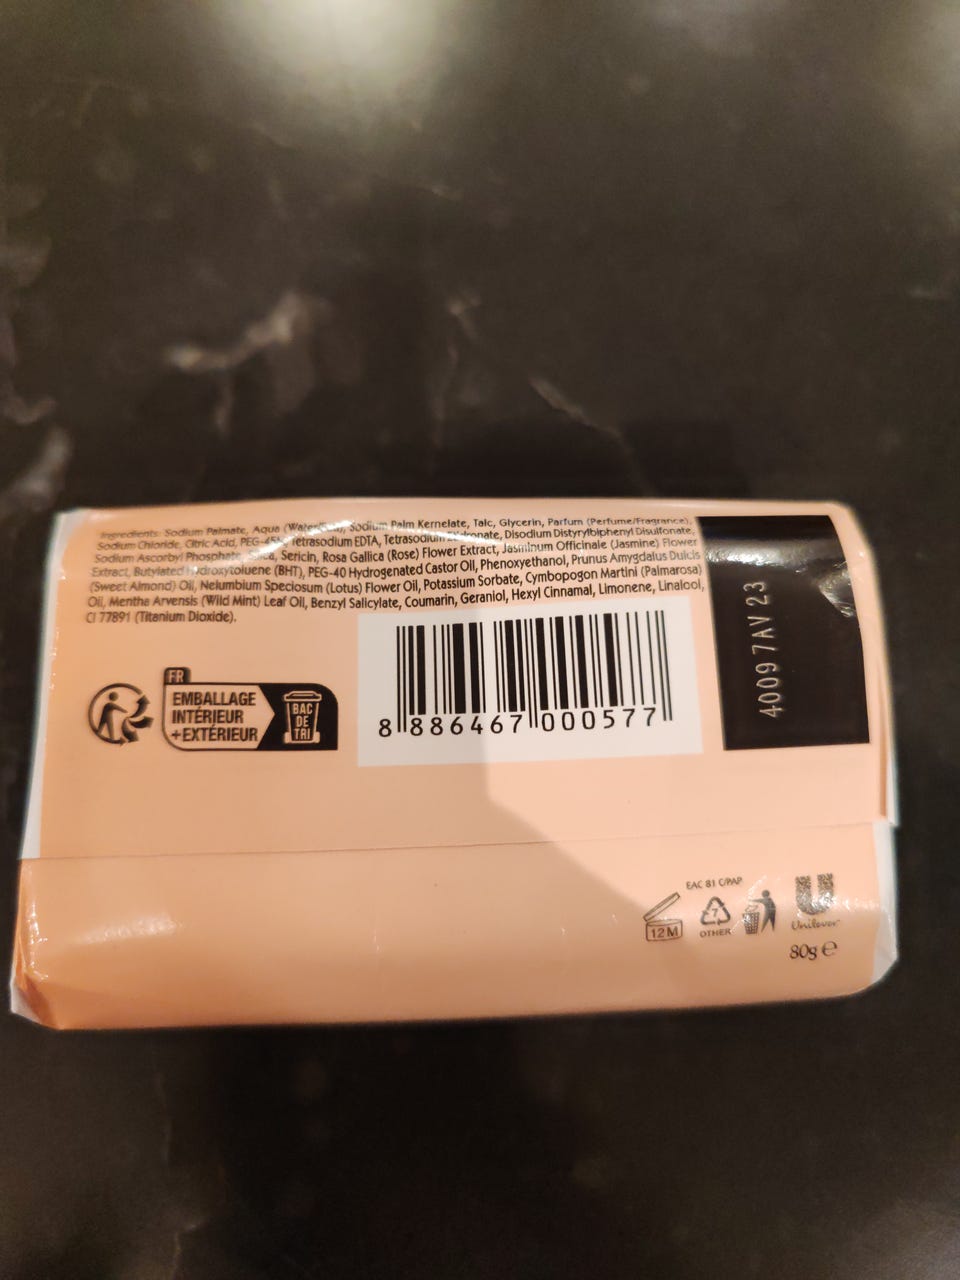 Ingredients: Sodium Palmate, Aqua Sodium Palm Kernelate, Talc, Glycerin, Parfum (Perfume/Fragrance),
Sodium Chloride, Citric Acid, Tetrasodium EDTA, Disodium Distyrylbiphenyl Disulfonate,
Sodium Ascorbyl Phosphate, Sericin, Rosa Gallica (Rose) Flower Extract, Jasminum Officinale (Jasmine) Flower
Extract, Butylated Hydroxytoluene (BHT), PEG-40 Hydrogenated Castor Oil, Phenoxyethanol, Prunus Amygdalus Dulcis
(Sweet Almond) Oil, Nelumbium Speciosum (Lotus) Flower Oil, Potassium Sorbate, Cymbopogon Martini (Palmarosa)
Oil, Mentha Arvensis (Wild Mint) Leaf Oil, Benzyl Salicylate, Coumarin, Geraniol, Hexyl Cinnamal, Limonene, Linalool,
CI 77891 (Titanium Dioxide).
4009 7AV 23
FR
EMBALLAGE
INTÉRIEUR
+EXTÉRIEUR
BAC
DE
TRI
8 886467 000577
EAC 81 C/PAP
12M
7
OTHER
Unilever
80g e